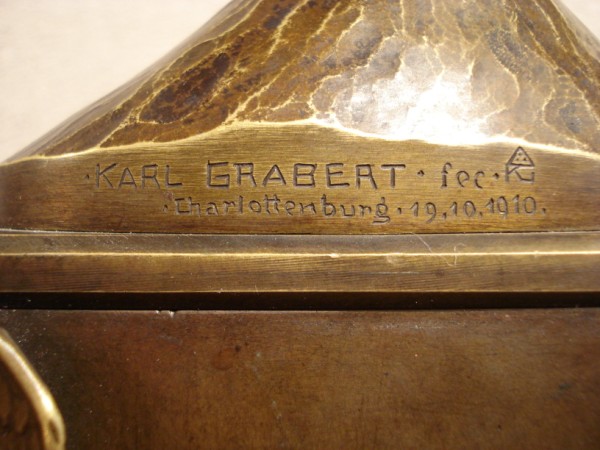 ·KARL GRABERT· fec·
·Charlottenburg·19.10.1910.